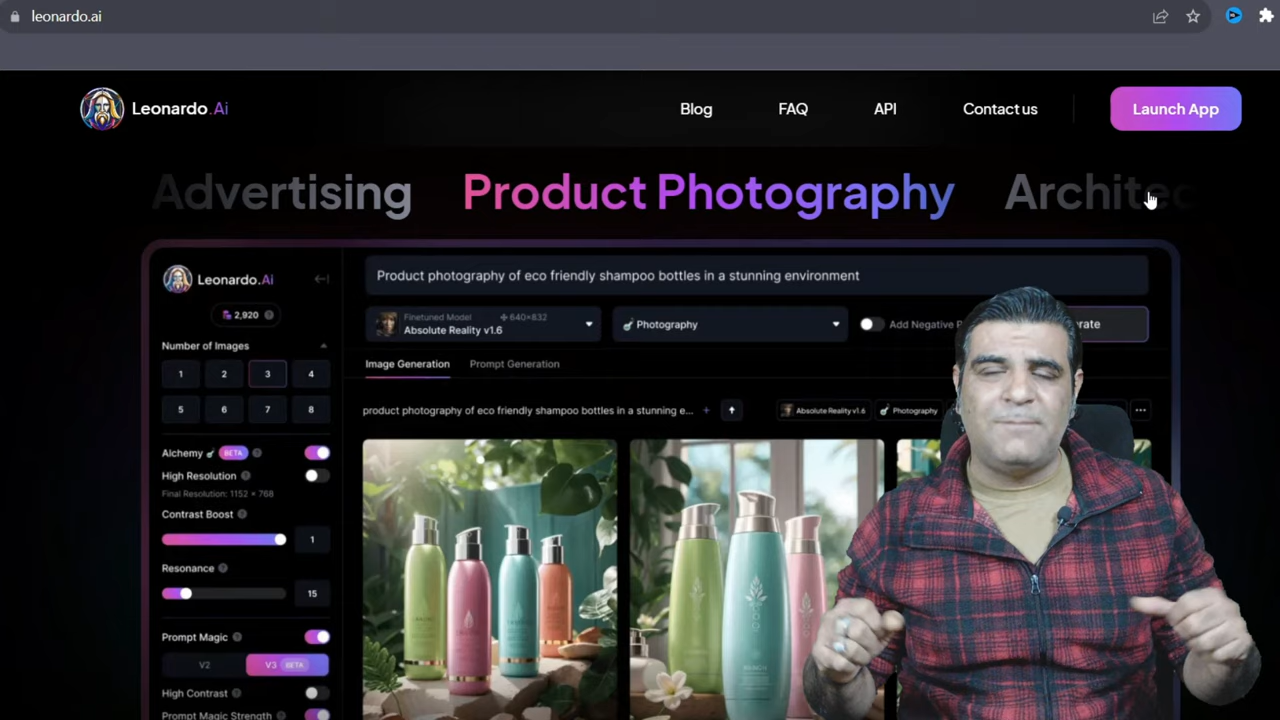 leonardo.ai
Leonardo.Ai
Blog
FAQ
API
Contact us
Launch App
Advertising
Product Photography
Leonardo.Ai
Product photography of eco friendly shampoo bottles in a stunning environment
2,920
Finetuned Model
640×832
Absolute Reality v1.6
Photography
Add Negative
Number of Images
1
2
3
4
5
6
7
8
Image Generation
Prompt Generation
product photography of eco friendly shampoo bottles in a stunning e...
Absolute Reality v1.6
Photography
Alchemy
BETA
High Resolution
Final Resolution: 1152 × 768
Contrast Boost
1
Resonance
15
Prompt Magic
V2
V3
BETA
High Contrast
Prompt Magic Strength